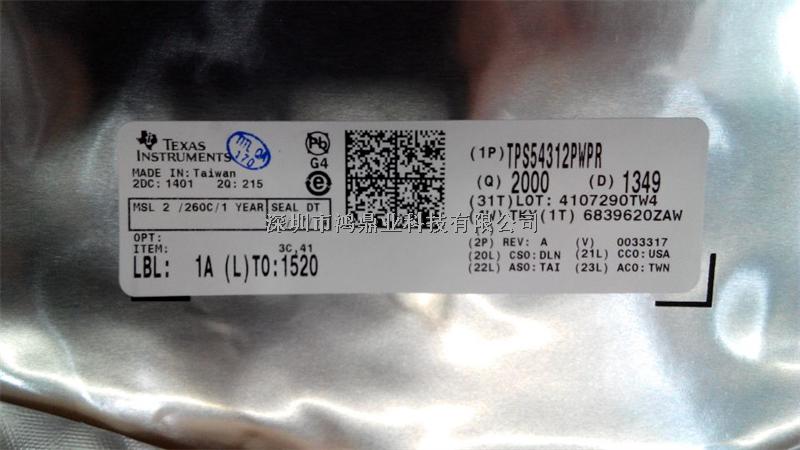 TEXAS
INSTRUMENTS
MADE IN: Taiwan
2DC: 1401 2Q: 215
MSL 2 /260C/1 YEAR SEAL DT
OPT:
ITEM: 3C,41
LBL: 1A (L)TO:1520
Pb
G4
e
(1P)TPS54312PWPR
(Q) 2000 (D) 1349
(31T)LOT: 4107290TW4
(1T) 6839620ZAW
深圳市鸿鼎业科技有限公司
(2P) REV: A (V) 0033317
(20L) CSO:DLN (21L) CCO:USA
(22L) ASO:TAI (23L) ACO:TWN